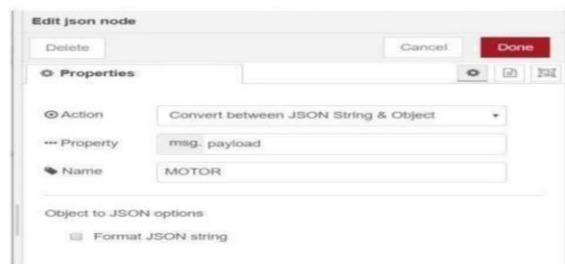 Edit json node
Delete Cancel Done
Properties
Action Convert between JSON String & Object
Property msg. payload
Name MOTOR
Object to JSON options
Format JSON string